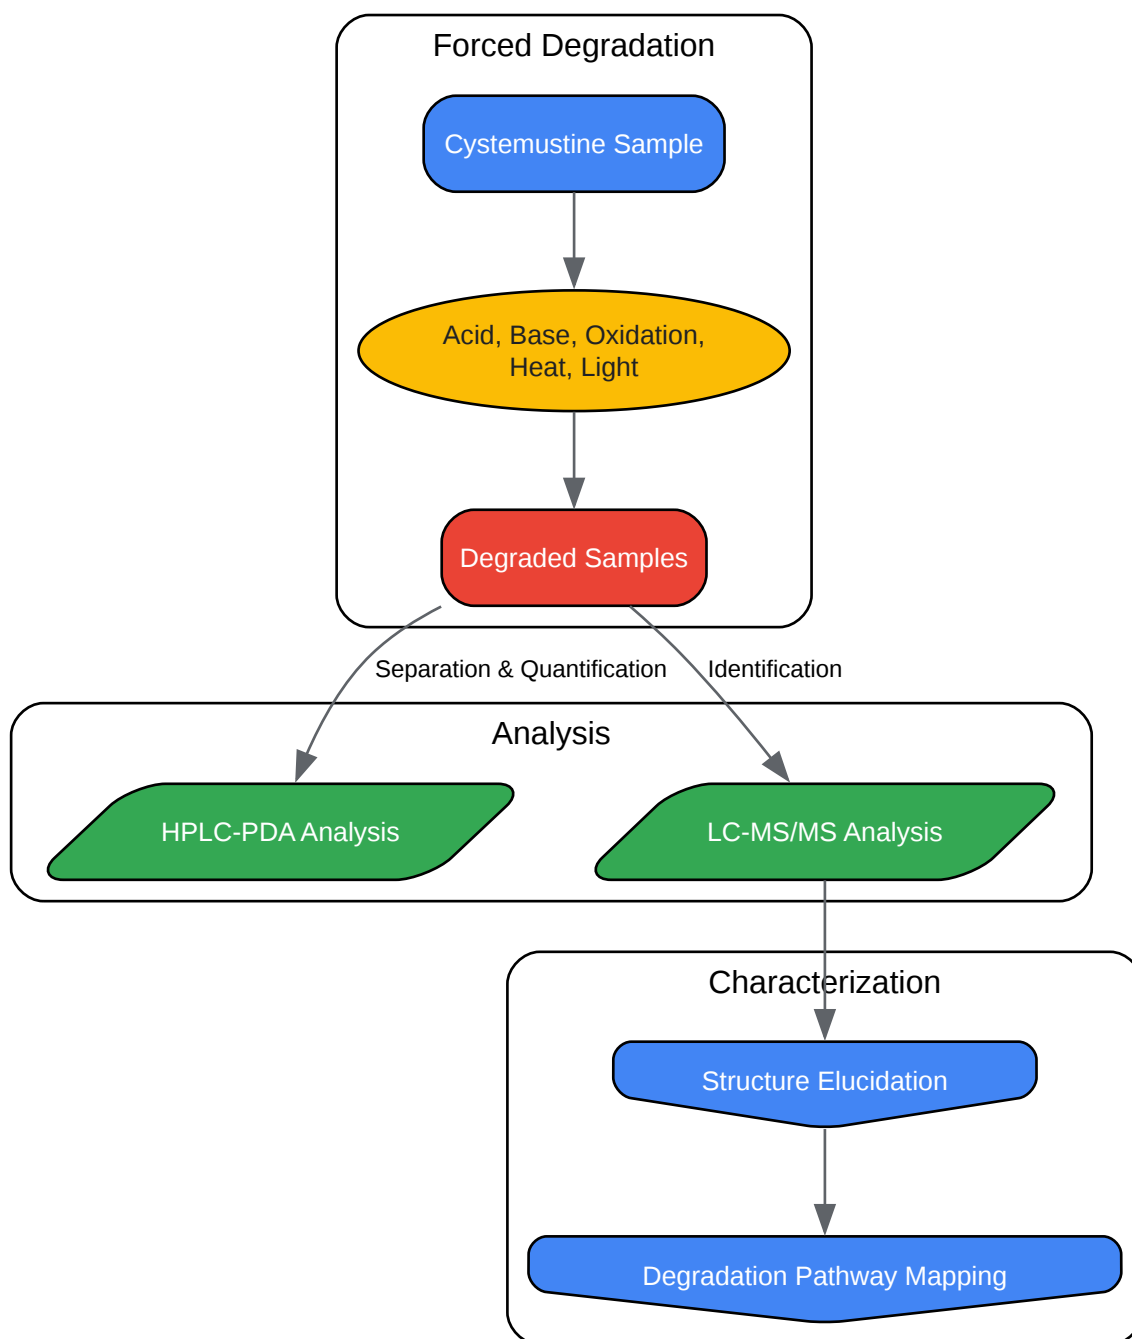 Forced Degradation
Cystemustine Sample
Acid, Base, Oxidation,
Heat, Light
Degraded Samples
Separation & Quantification
Identification
Analysis
HPLC-PDA Analysis
LC-MS/MS Analysis
Characterization
Structure Elucidation
Degradation Pathway Mapping